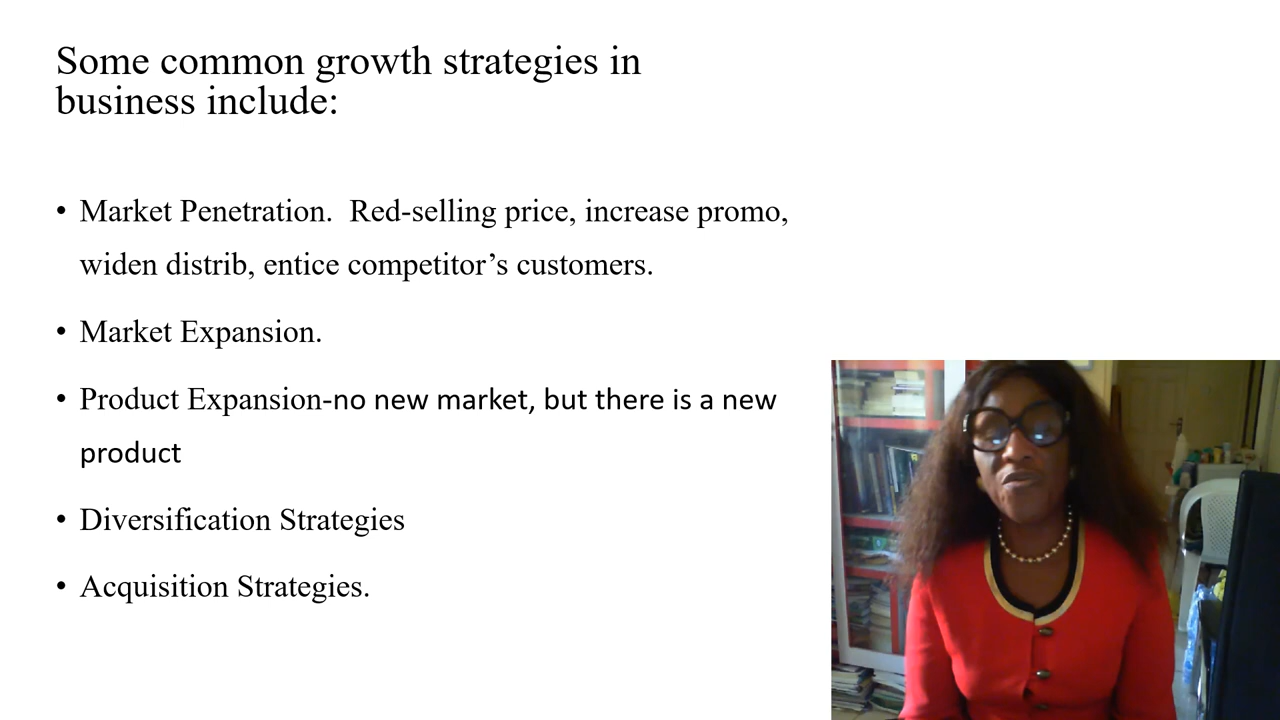 Some common growth strategies in
business include:
• Market Penetration.  Red-selling price, increase promo,
widen distrib, entice competitor’s customers.
• Market Expansion.
• Product Expansion-no new market, but there is a new
product
• Diversification Strategies
• Acquisition Strategies.